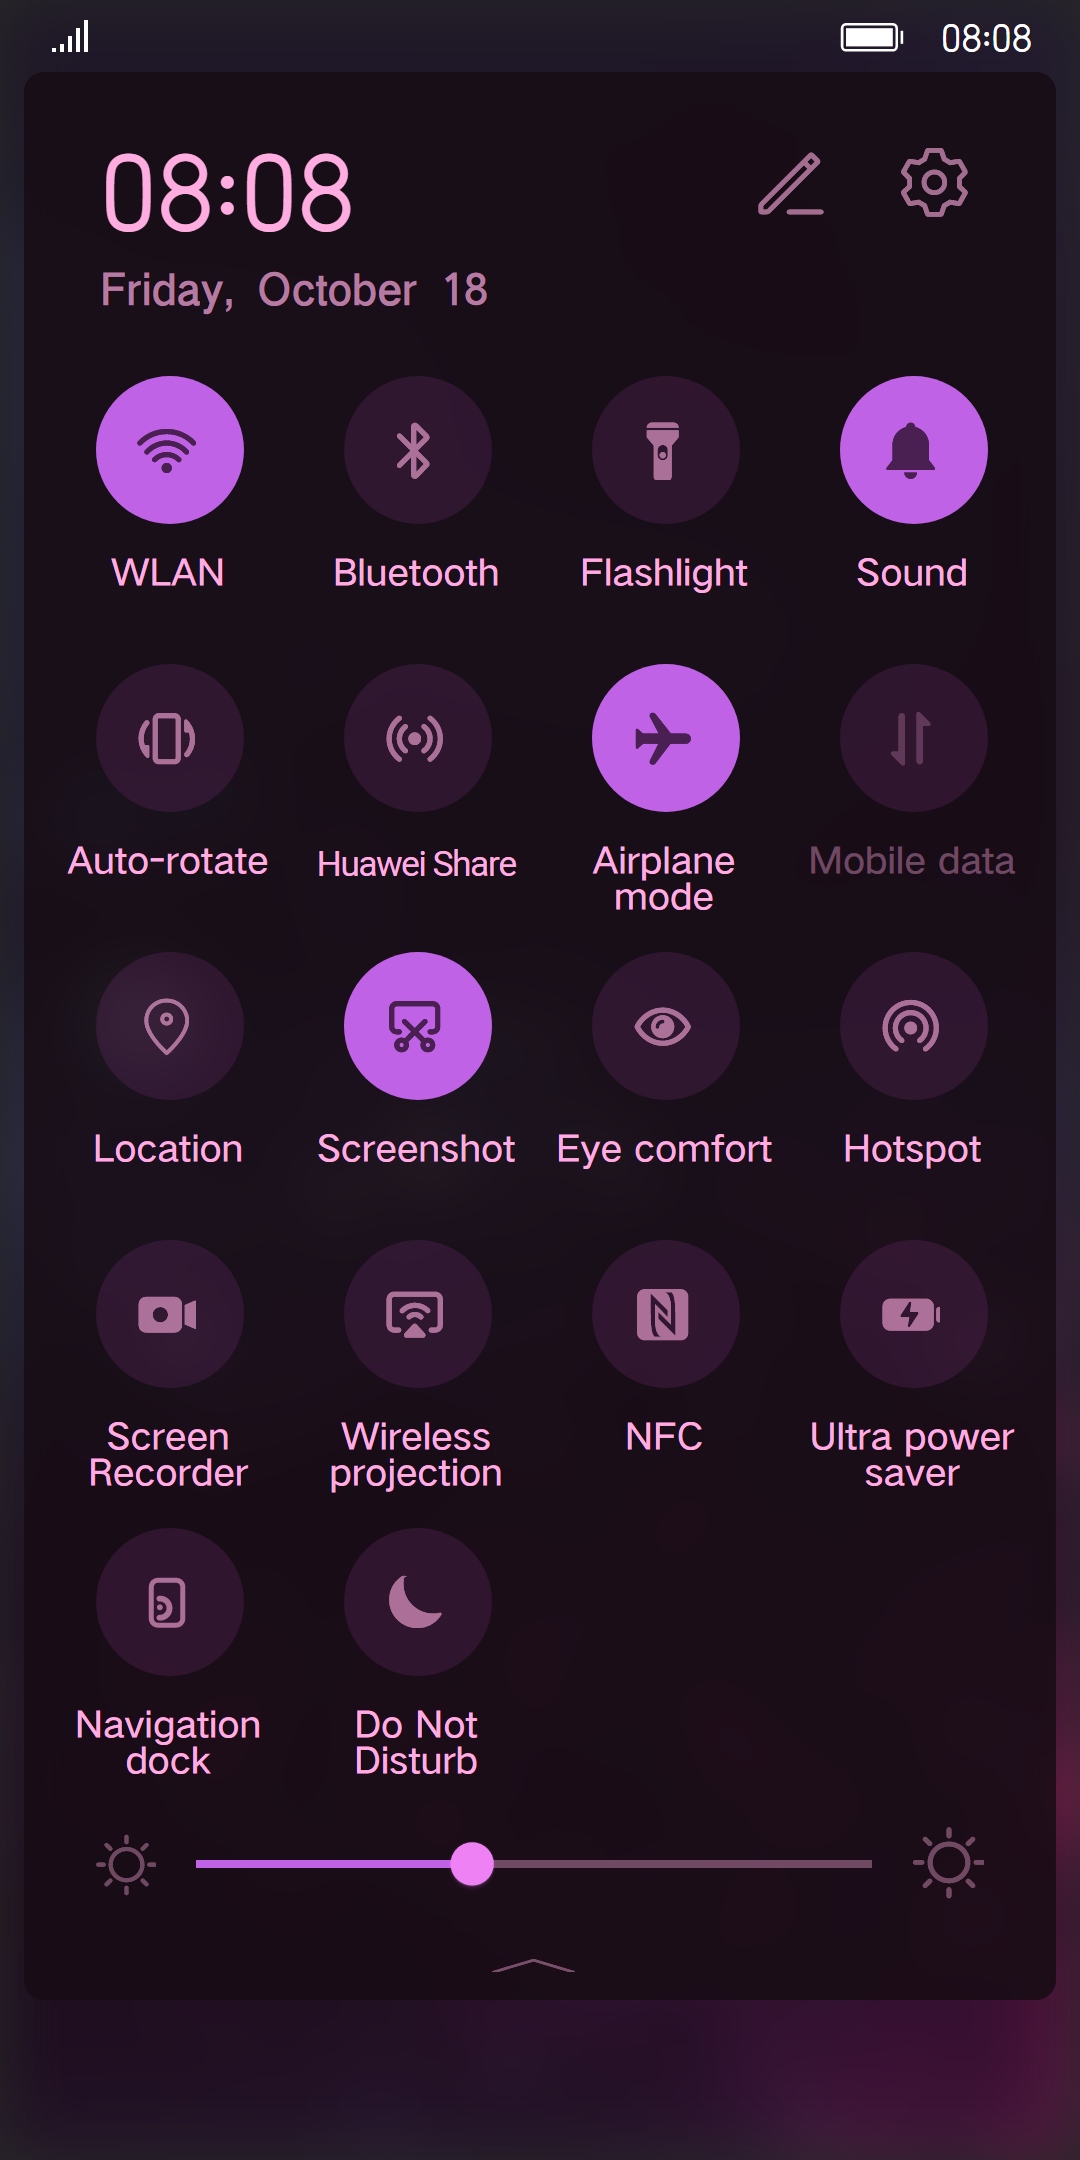 08:08
08:08
Friday, October 18
WLAN
Bluetooth
Flashlight
Sound
Auto-rotate
Huawei Share
Airplane
mode
Mobile data
Location
Screenshot
Eye comfort
Hotspot
Screen
Recorder
Wireless
projection
NFC
Ultra power
saver
Navigation
dock
Do Not
Disturb